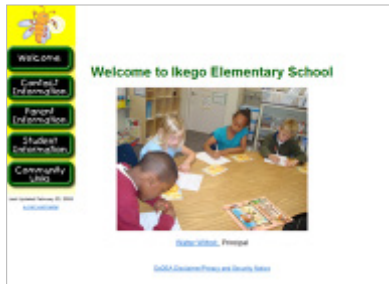 Welcome
Contact
Information
Parent
Information
Student
Information
Community
Links
Welcome to Ikego Elementary School
Principal
DoDEA Disclaimer/Privacy and Security Notice